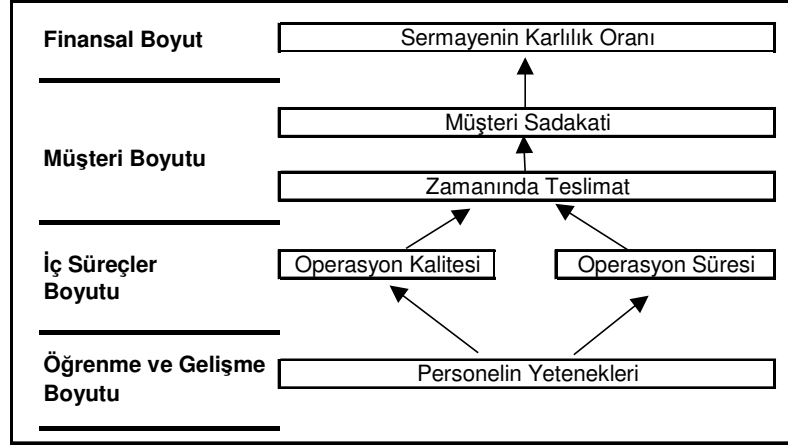 Finansal Boyut
Sermayenin Karlılık Oranı
Müşteri Boyutu
Müşteri Sadakati
Zamanında Teslimat
İç Süreçler
Boyutu
Operasyon Kalitesi
Operasyon Süresi
Öğrenme ve Gelişme
Boyutu
Personelin Yetenekleri